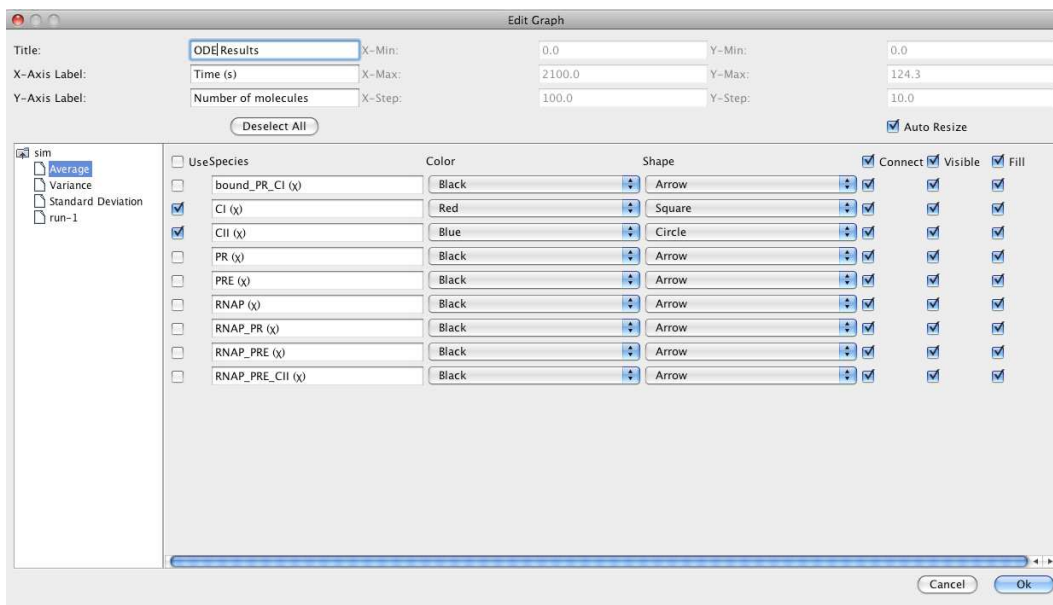 Edit Graph
Title: ODE Results X-Min: 0.0 Y-Min: 0.0
X-Axis Label: Time (s) X-Max: 2100.0 Y-Max: 124.3
Y-Axis Label: Number of molecules X-Step: 100.0 Y-Step: 10.0
Deselect All Auto Resize
sim
Average
Variance
Standard Deviation
run-1
Use Species Color Shape Connect Visible Fill
bound_PR_CI (χ) Black Arrow
CI (χ) Red Square
CII (χ) Blue Circle
PR (χ) Black Arrow
PRE (χ) Black Arrow
RNAP (χ) Black Arrow
RNAP_PR (χ) Black Arrow
RNAP_PRE (χ) Black Arrow
RNAP_PRE_CII (χ) Black Arrow
Cancel Ok